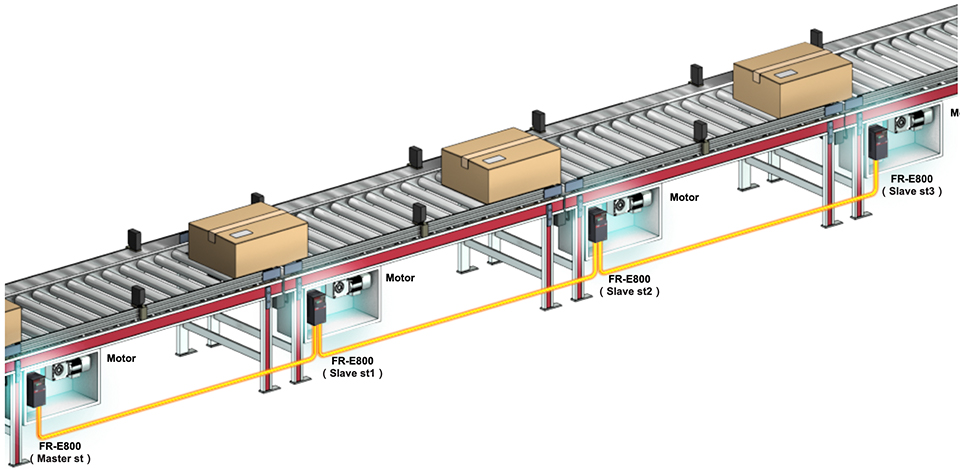 Motor
FR-E800
( Master st )
Motor
FR-E800
( Slave st1 )
Motor
FR-E800
( Slave st2 )
FR-E800
( Slave st3 )